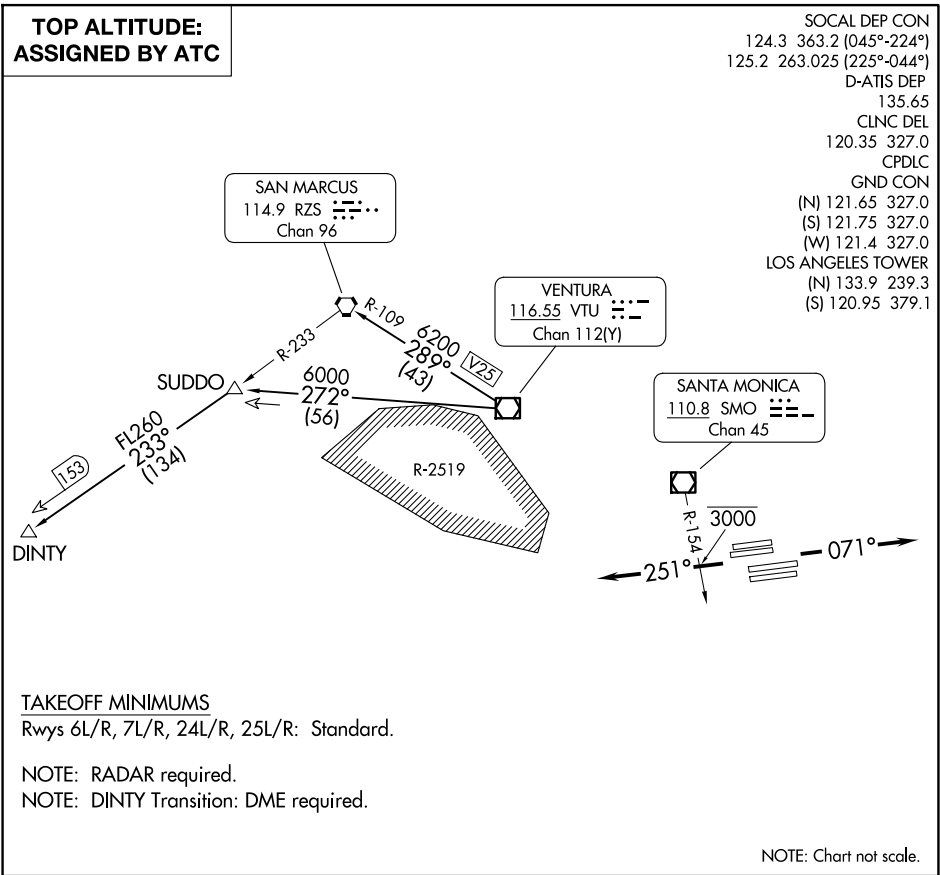 TOP ALTITUDE:
ASSIGNED BY ATC
SOCAL DEP CON
124.3 363.2 (045°-224°)
125.2 263.025 (225°-044°)
D-ATIS DEP
135.65
CLNC DEL
120.35 327.0
CPDLC
GND CON
(N) 121.65 327.0
(S) 121.75 327.0
(W) 121.4 327.0
LOS ANGELES TOWER
(N) 133.9 239.3
(S) 120.95 379.1
SAN MARCUS
114.9 RZS
Chan 96
VENTURA
116.55 VTU
Chan 112(Y)
SANTA MONICA
110.8 SMO
Chan 45
R-109
6200
289°
(43)
V25
R-233
SUDDO
6000
272°
(56)
FL260
233°
(134)
153
DINTY
R-2519
R-154
3000
251°
071°
TAKEOFF MINIMUMS
Rwys 6L/R, 7L/R, 24L/R, 25L/R: Standard.
NOTE: RADAR required.
NOTE: DINTY Transition: DME required.
NOTE: Chart not scale.